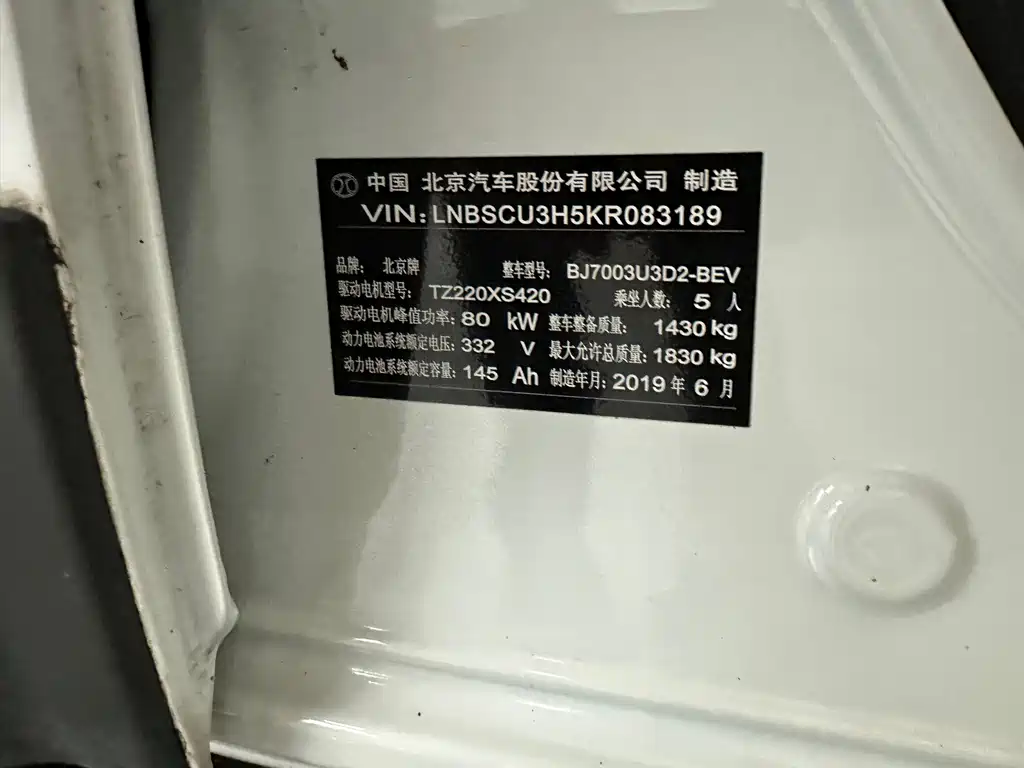 中国 北京汽车股份有限公司 制造
VIN: LNBSCU3H5KR083189
品牌: 北京牌 整车型号: BJ7003U3D2-BEV
驱动电机型号: TZ220XS420 乘坐人数: 5 人
驱动电机峰值功率: 80 kW 整车整备质量: 1430 kg
动力电池系统额定电压: 332 V 最大允许总质量: 1830 kg
动力电池系统额定容量: 145 Ah 制造年月: 2019 年 6 月